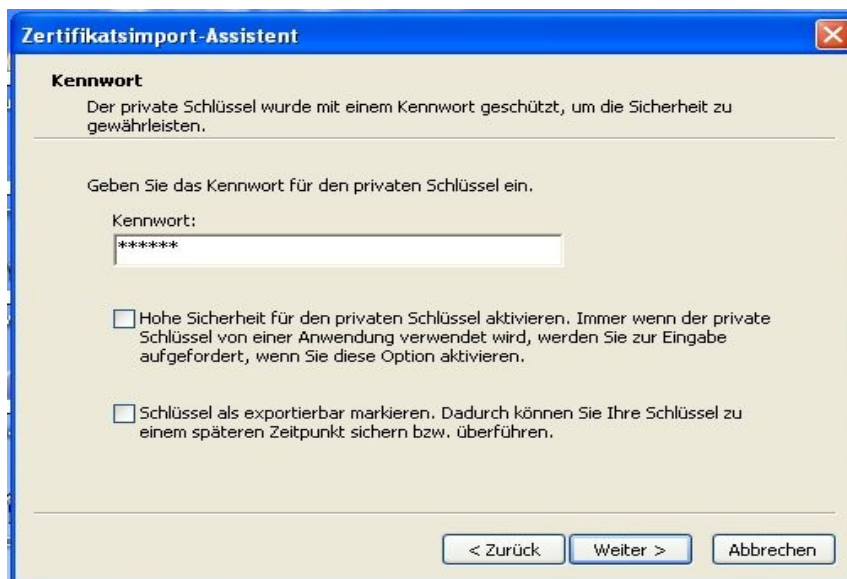 Zertifikatsimport-Assistent
Kennwort
Der private Schlüssel wurde mit einem Kennwort geschützt, um die Sicherheit zu
gewährleisten.
Geben Sie das Kennwort für den privaten Schlüssel ein.
Kennwort:
******
Hohe Sicherheit für den privaten Schlüssel aktivieren. Immer wenn der private
Schlüssel von einer Anwendung verwendet wird, werden Sie zur Eingabe
aufgefordert, wenn Sie diese Option aktivieren.
Schlüssel als exportierbar markieren. Dadurch können Sie Ihre Schlüssel zu
einem späteren Zeitpunkt sichern bzw. überführen.
< Zurück Weiter > Abbrechen